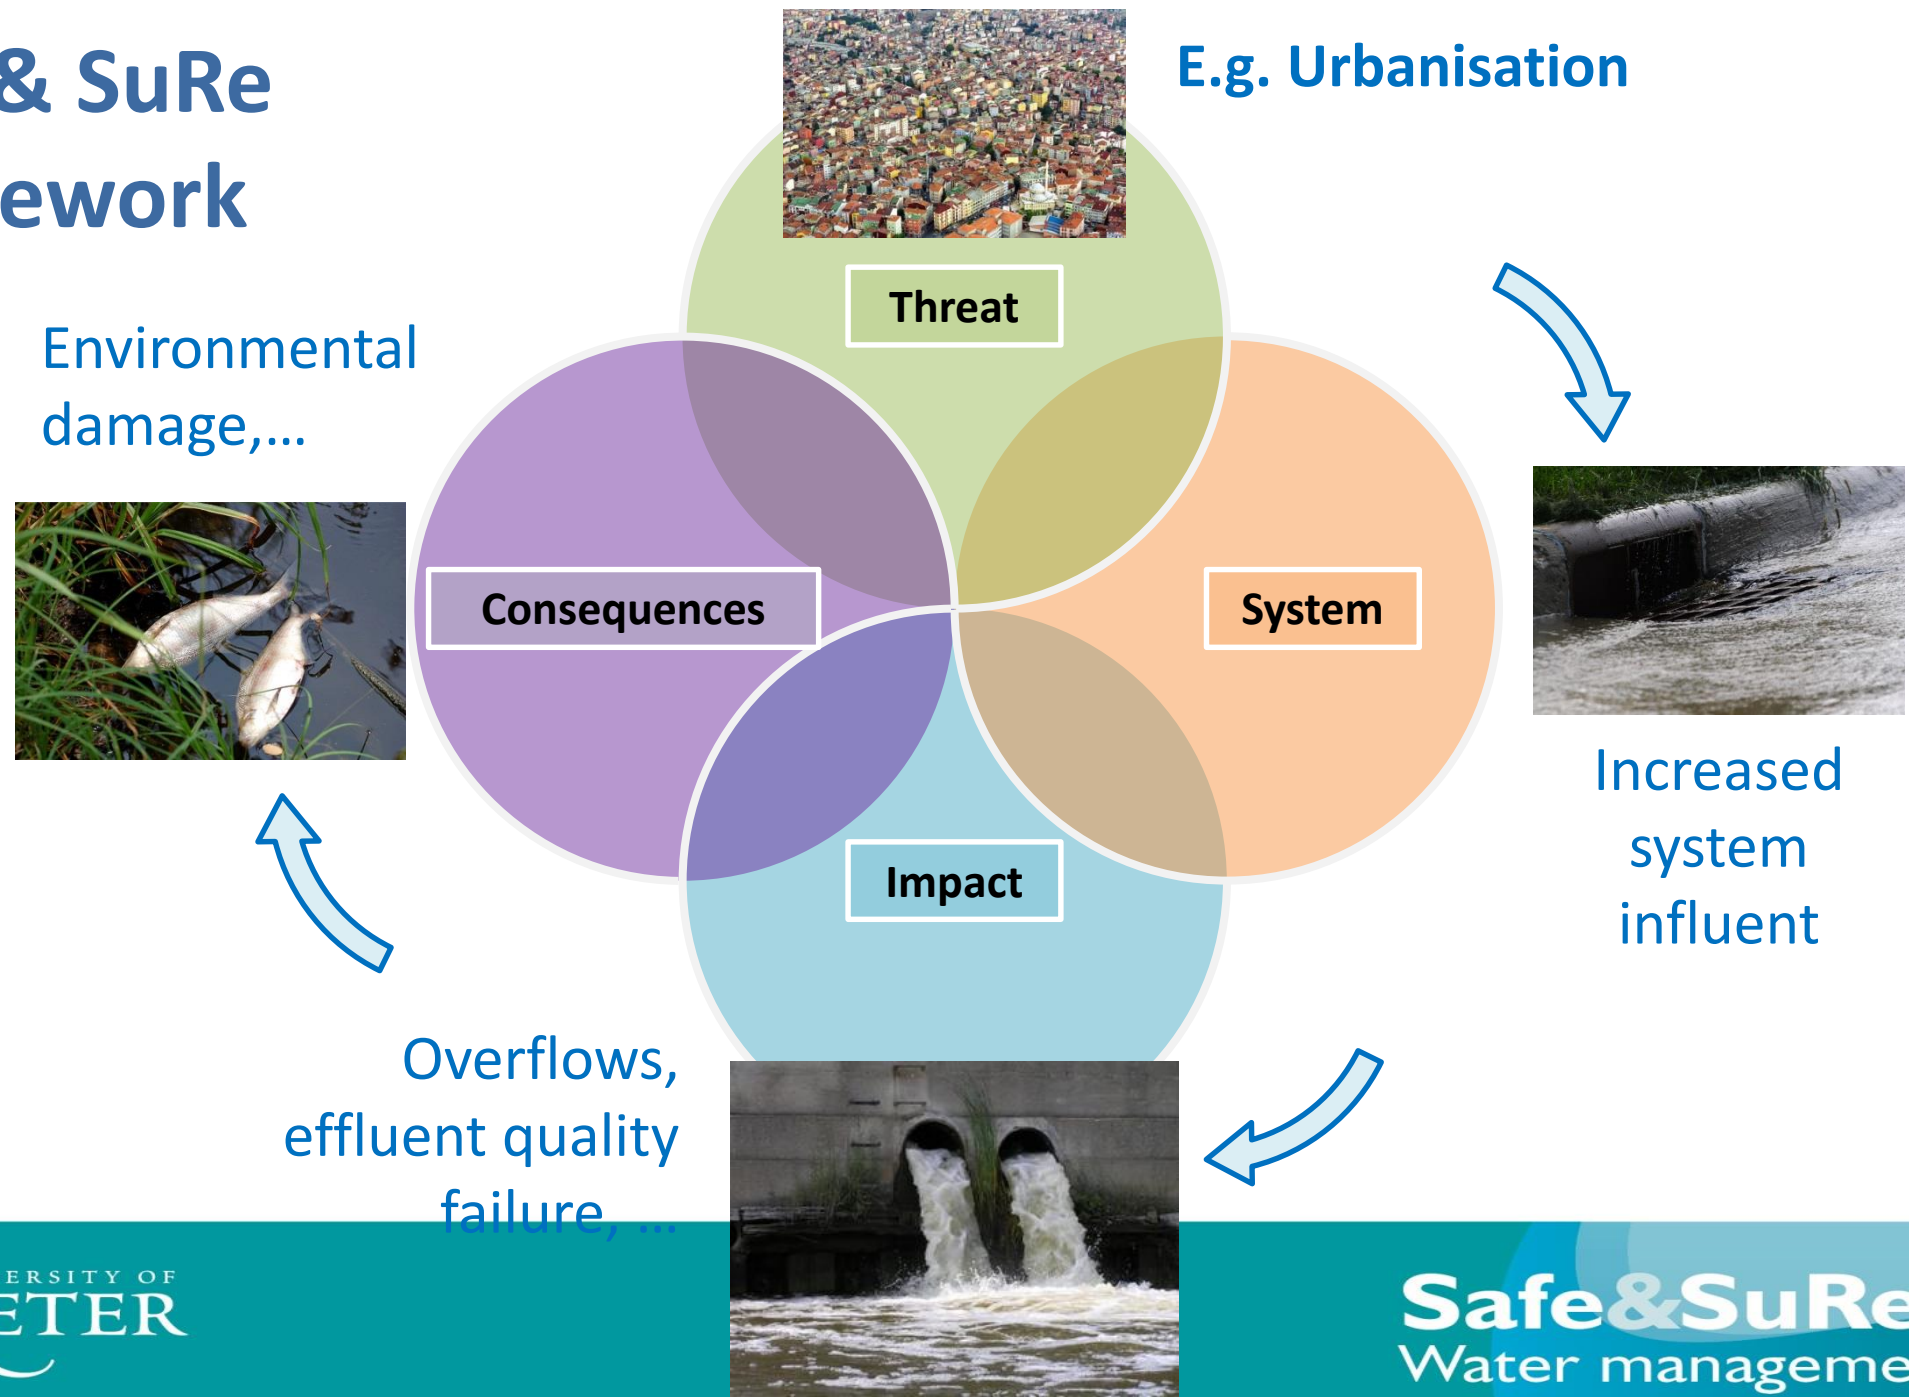 & SuRe
ework
E.g. Urbanisation
Threat
Environmental
damage,...
Consequences
System
Increased
system
influent
Impact
Overflows,
effluent quality
failure, ...
ERSITY OF
ETER
Safe&SuRe
Water manageme